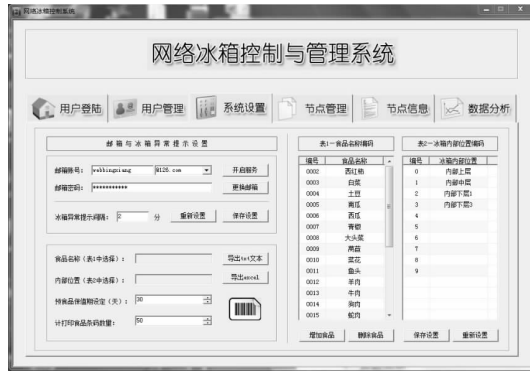 网络冰箱控制系统
网络冰箱控制与管理系统
用户登陆 用户管理 系统设置 节点管理 节点信息 数据分析
邮箱与冰箱异常提示设置
邮箱账号: @126.com 开启服务
邮箱密码: ************ 更换邮箱
冰箱异常提示间隔: 2 分 重新设置 保存设置
食品名称(表1中选择): 导出txt文本
内部位置(表2中选择): 导出excel
预食品保值期设定(天): 30
计打印食品条码数量: 50
表1—食品名称编码
编号 食品名称
0002 西红柿
0003 白菜
0004 土豆
0005 南瓜
0006 西瓜
0007 青椒
0008 大头菜
0009 茼蒿
0010 菜花
0011 鱼头
0012 羊肉
0013 牛肉
0014 狗肉
0015 蛇肉
增加食品 删除食品
表2—冰箱内部位置编码
编号 冰箱内部位置
0 内部上层
1 内部中层
2 内部下层1
3 内部下层3
4
5
6
7
8
9
保存设置 重新设置